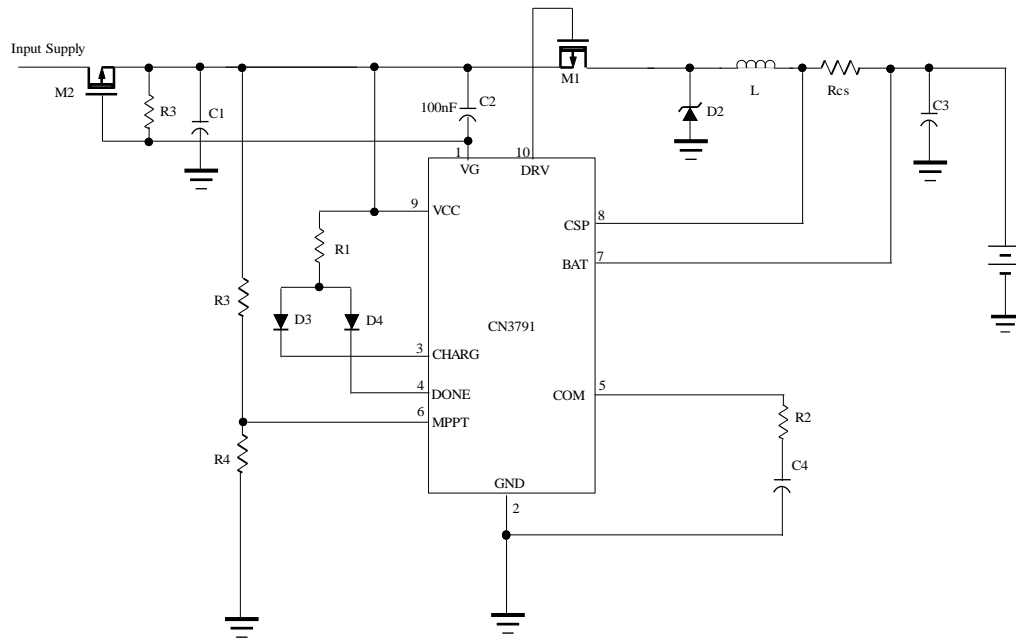 Input Supply
M2
R3
C1
100nF
C2
M1
D2
L
Rcs
C3
1
VG
10
DRV
9
VCC
R1
CSP
8
BAT
7
R3
D3
D4
CN3791
3
CHARG
4
DONE
6
MPPT
COM
5
R2
R4
C4
GND
2